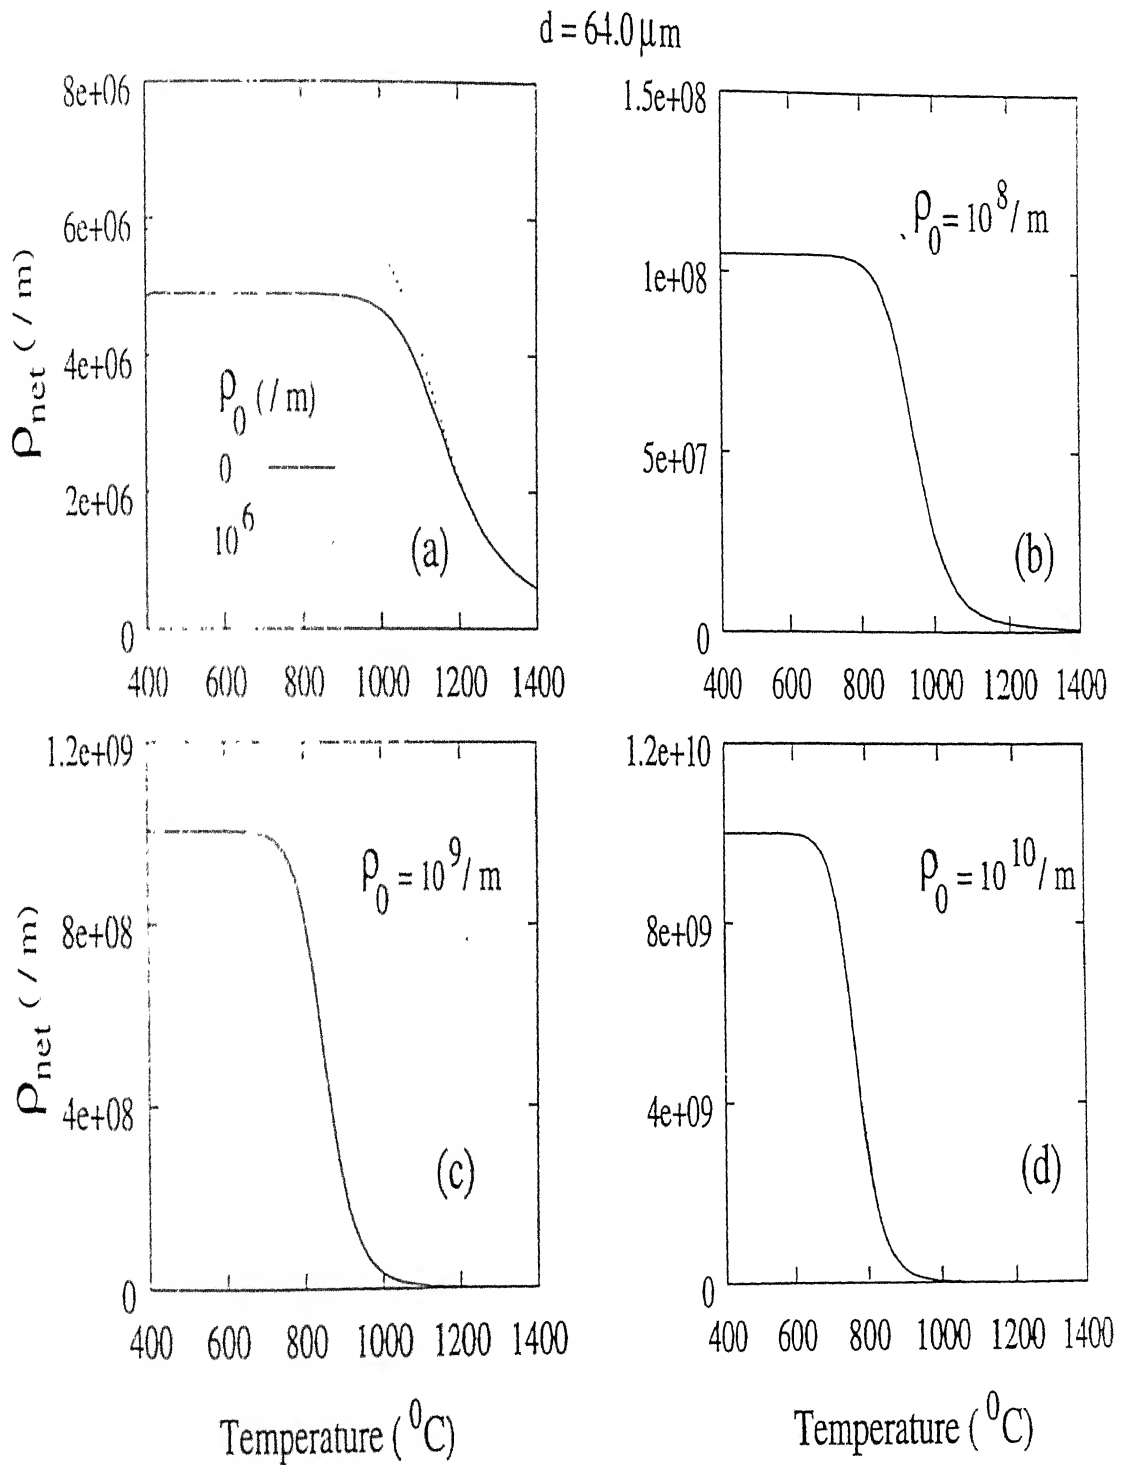 d = 64.0 μm
8e+06
6e+06
4e+06
2e+06
0
ρnet ( / m)
ρ0 ( / m)
0
10^6
(a)
400 600 800 1000 1200 1400
1.5e+08
1e+08
5e+07
0
ρ0 = 10^8 / m
(b)
400 600 800 1000 1200 1400
1.2e+09
8e+08
4e+08
0
ρnet ( / m)
ρ0 = 10^9 / m
(c)
400 600 800 1000 1200 1400
Temperature ( ^0C)
1.2e+10
8e+09
4e+09
0
ρ0 = 10^10 / m
(d)
400 600 800 1000 1200 1400
Temperature ( ^0C)